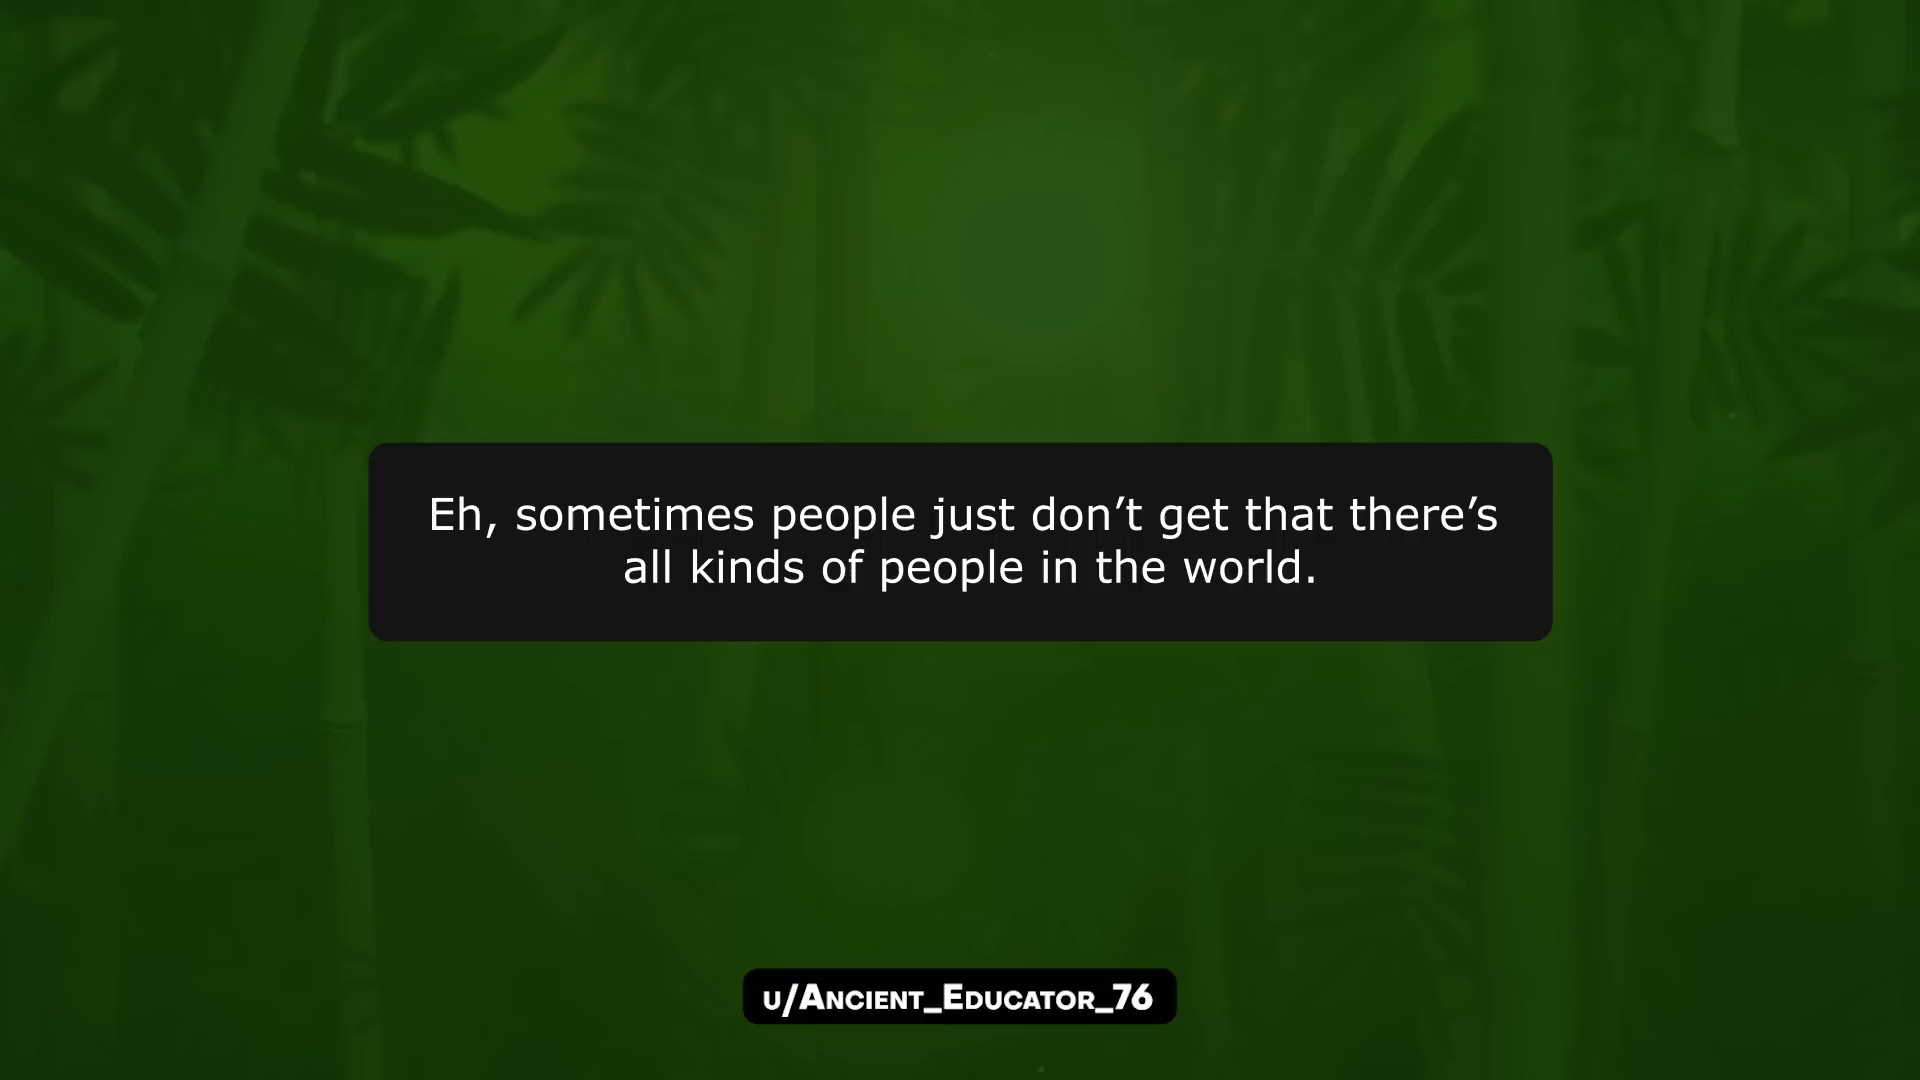 Eh, sometimes people just don’t get that there’s
all kinds of people in the world.
u/Ancient_Educator_76